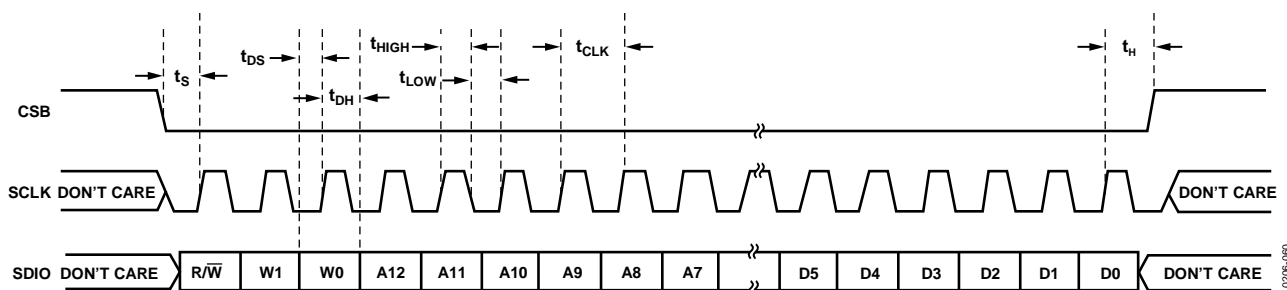 tDS
tHIGH
tCLK
tH
tS
tDH
tLOW
CSB
SCLK DON'T CARE
DON'T CARE
SDIO DON'T CARE R/W̅ W1 W0 A12 A11 A10 A9 A8 A7 D5 D4 D3 D2 D1 D0 DON'T CARE